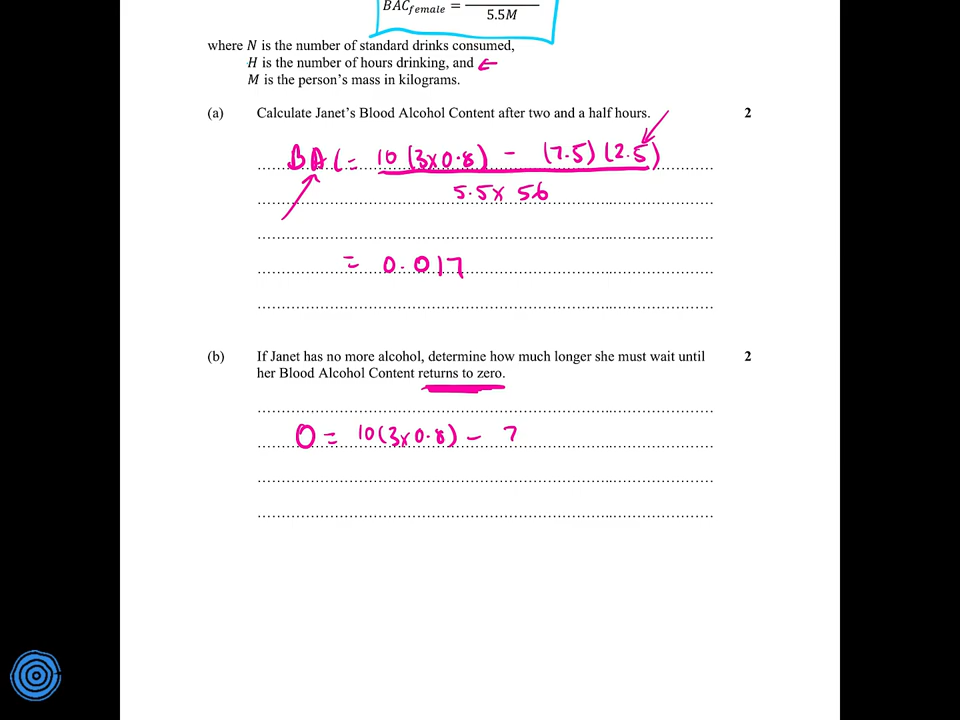 BAC_female = 
5.5M
where N is the number of standard drinks consumed,
H is the number of hours drinking, and
M is the person's mass in kilograms.
(a) Calculate Janet's Blood Alcohol Content after two and a half hours. 2
BAC = 10 (3×0.8) - (7.5)(2.5)
5.5 × 56
= 0.017
(b) If Janet has no more alcohol, determine how much longer she must wait until 2
her Blood Alcohol Content returns to zero.
0 = 10(3×0.8) - 7